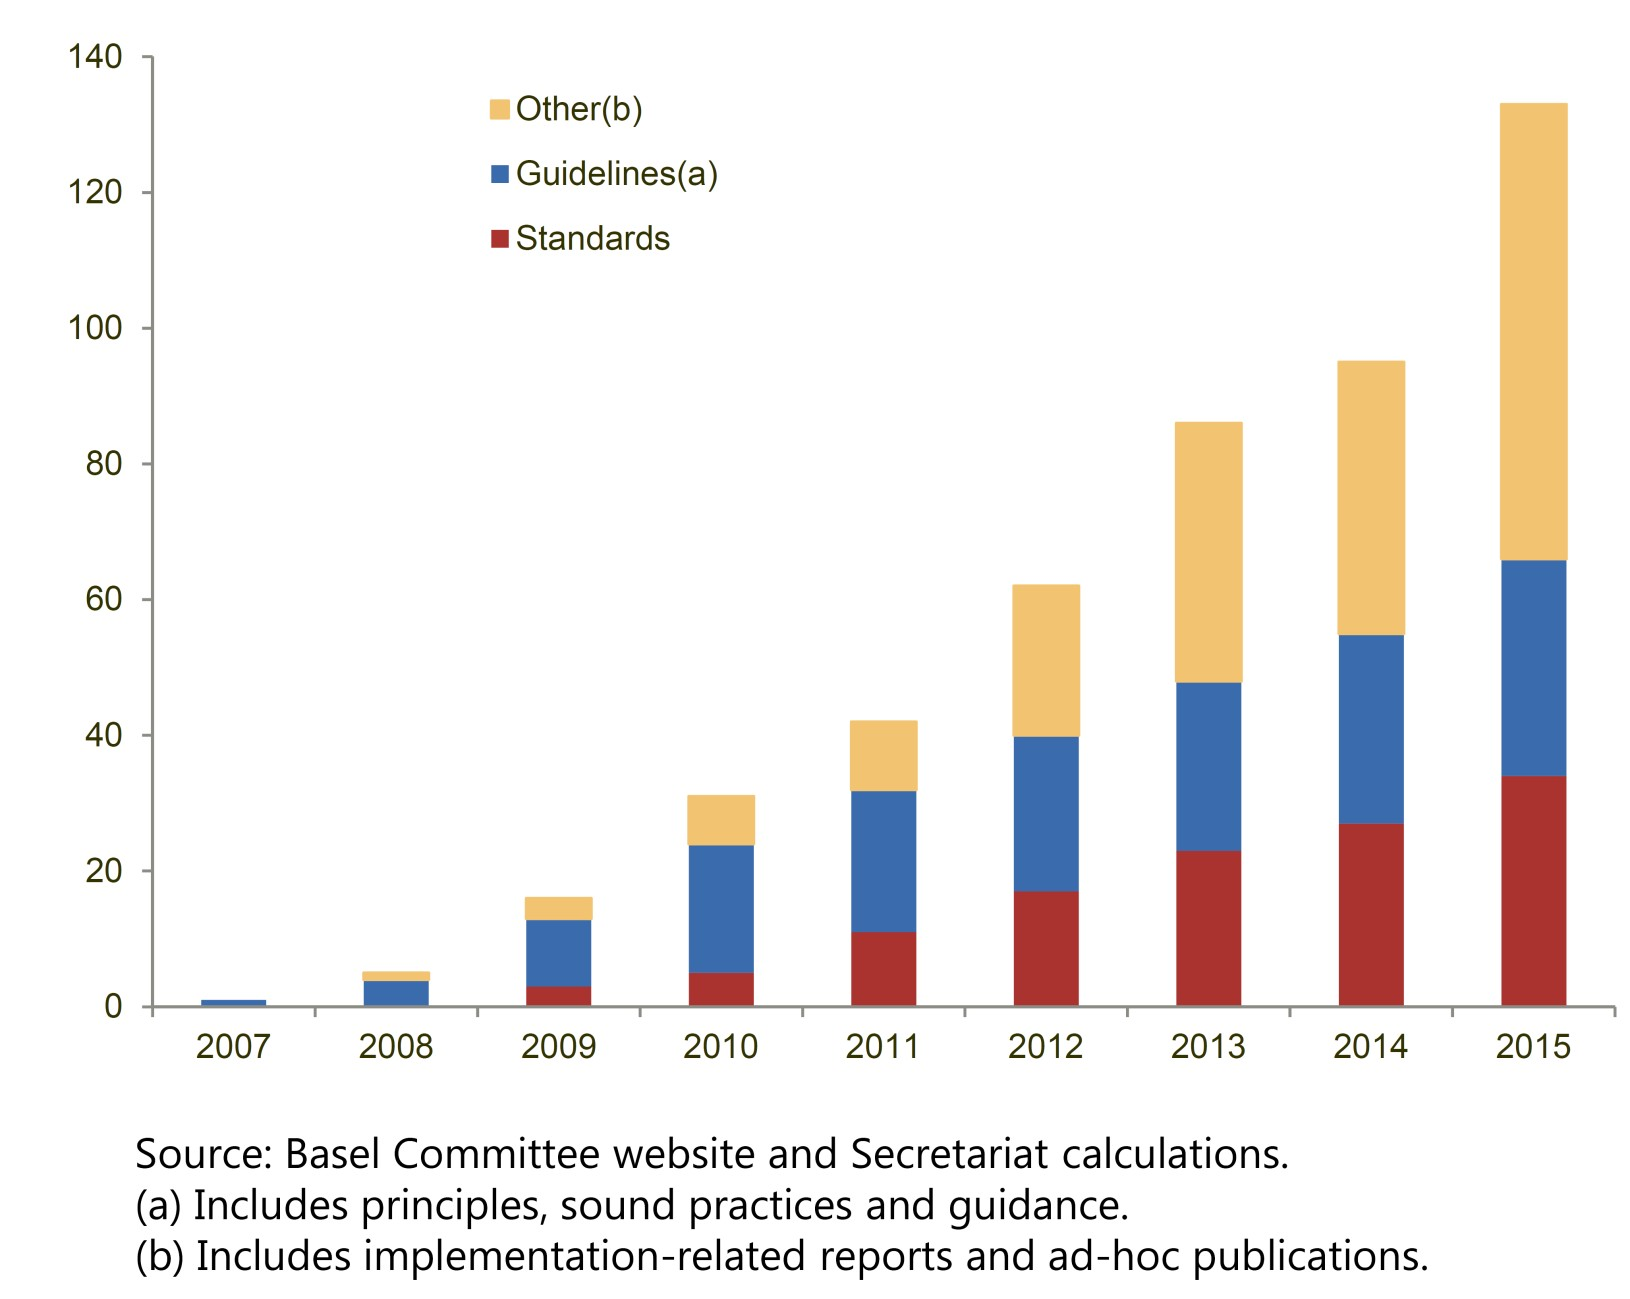 140
120
100
80
60
40
20
0
Other(b)
Guidelines(a)
Standards
2007 2008 2009 2010 2011 2012 2013 2014 2015
Source: Basel Committee website and Secretariat calculations.
(a) Includes principles, sound practices and guidance.
(b) Includes implementation-related reports and ad-hoc publications.